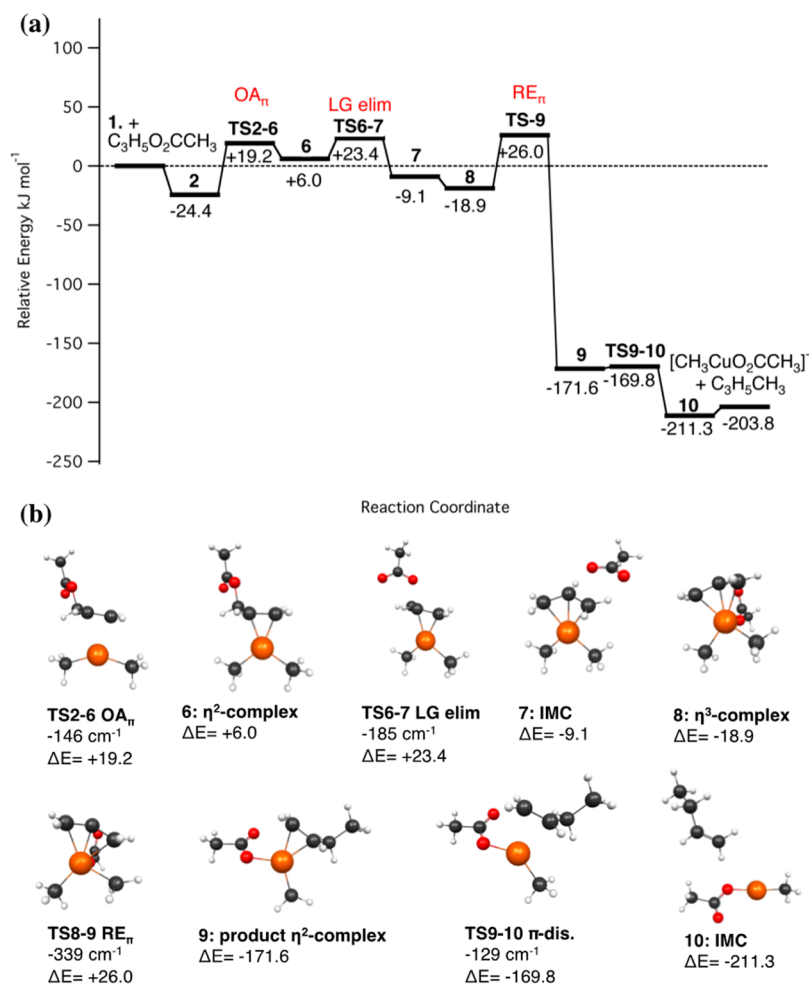 (a)
100
50
0
-50
-100
-150
-200
-250
Relative Energy kJ mol⁻¹
1. +
C₃H₅O₂CCH₃
2
-24.4
OAπ
TS2-6
+19.2
6
+6.0
LG elim
TS6-7
+23.4
7
-9.1
8
-18.9
REπ
TS-9
+26.0
9
-171.6
TS9-10
-169.8
[CH₃CuO₂CCH₃]⁻
+ C₃H₅CH₃
10
-211.3
-203.8
Reaction Coordinate
(b)
TS2-6 OAπ
-146 cm⁻¹
ΔE= +19.2
6: η²-complex
ΔE= +6.0
TS6-7 LG elim
-185 cm⁻¹
ΔE= +23.4
7: IMC
ΔE= -9.1
8: η³-complex
ΔE= -18.9
TS8-9 REπ
-339 cm⁻¹
ΔE= +26.0
9: product η²-complex
ΔE= -171.6
TS9-10 π-dis.
-129 cm⁻¹
ΔE= -169.8
10: IMC
ΔE= -211.3